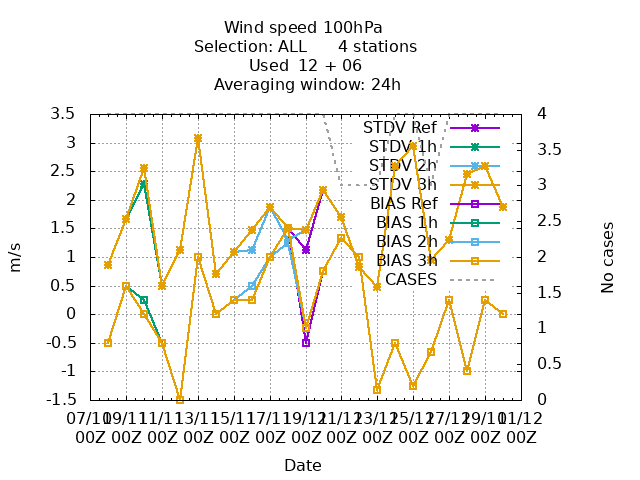 Wind speed 100hPa
Selection: ALL 4 stations
Used 12 + 06
Averaging window: 24h
3.5
3
2.5
2
1.5
1
0.5
0
-0.5
-1
-1.5
m/s
4
3.5
3
2.5
2
1.5
1
0.5
0
No cases
STDV Ref
STDV 1h
STDV 2h
STDV 3h
BIAS Ref
BIAS 1h
BIAS 2h
BIAS 3h
CASES
07/11 09/11 11/11 13/11 15/11 17/11 19/11 21/12 23/12 25/12 27/12 29/12 01/12
00Z 00Z 00Z 00Z 00Z 00Z 00Z 00Z 00Z 00Z 00Z 00Z 00Z
Date